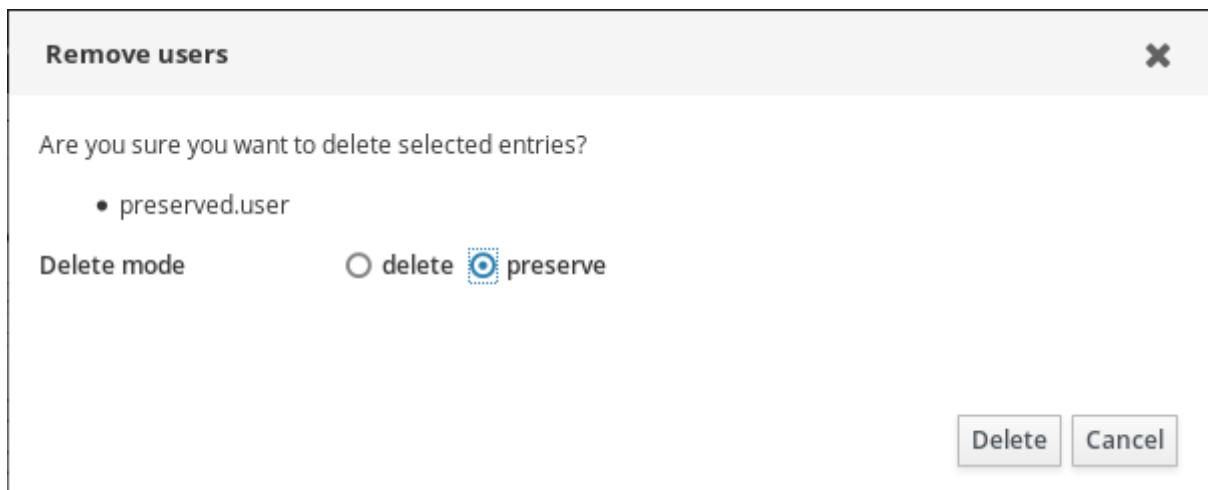 Remove users
Are you sure you want to delete selected entries?
• preserved.user
Delete mode delete preserve
Delete Cancel